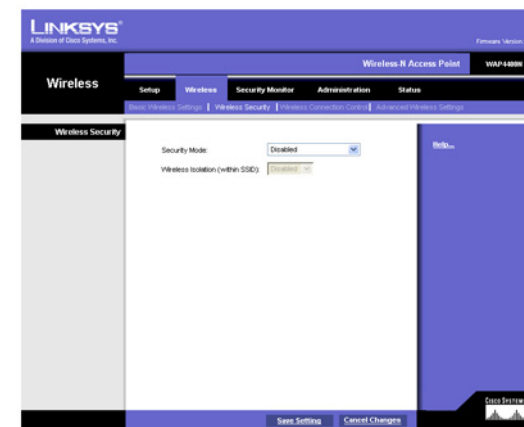 LINKSYS®
A Division of Cisco Systems, Inc.
Firmware Version
Wireless-N Access Point
WAP4400N
Wireless
Setup
Wireless
Security Monitor
Administration
Status
Basic Wireless Settings | Wireless Security | Wireless Connection Control | Advanced Wireless Settings
Wireless Security
Security Mode:
Disabled
Help...
Wireless Isolation (within SSID):
Disabled
Save Setting
Cancel Changes
CISCO SYSTEMS